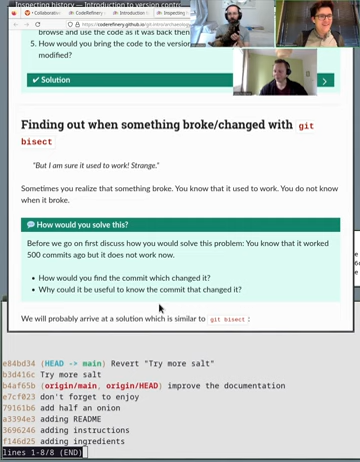 Inspecting history — Introduction to version contr
Collaboratio
CodeRefinery
Introduction
Inspecting
https://coderefinery.github.io/git-intro/archaeology
browse and use the code as it was back then
5. How would you bring the code to the version
modified?
✔ Solution
Finding out when something broke/changed with git
bisect
"But I am sure it used to work! Strange."
Sometimes you realize that something broke. You know that it used to work. You do not
know when it broke.
How would you solve this?
Before we go on first discuss how you would solve this problem: You know that it worked
500 commits ago but it does not work now.
• How would you find the commit which changed it?
• Why could it be useful to know the commit that changed it?
We will probably arrive at a solution which is similar to git bisect :
e84bd34 (HEAD -> main) Revert "Try more salt"
b3d416c Try more salt
b4af65b (origin/main, origin/HEAD) improve the documentation
e7cf023 don't forget to enjoy
79161b6 add half an onion
a3394e3 adding README
3696246 adding instructions
f146d25 adding ingredients
lines 1-8/8 (END)